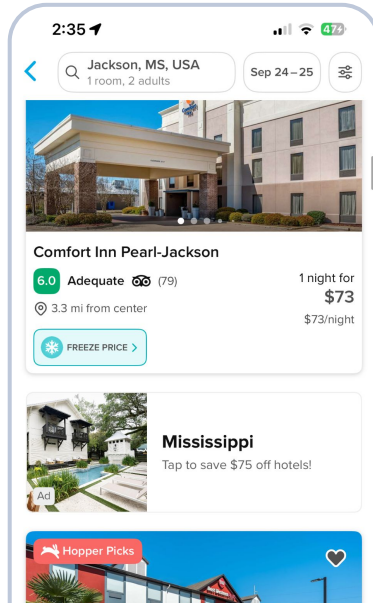 2:35
47
Jackson, MS, USA
1 room, 2 adults
Sep 24–25
Comfort Inn Pearl-Jackson
6.0 Adequate (79)
1 night for
$73
3.3 mi from center
$73/night
FREEZE PRICE >
Mississippi
Tap to save $75 off hotels!
Ad
Hopper Picks